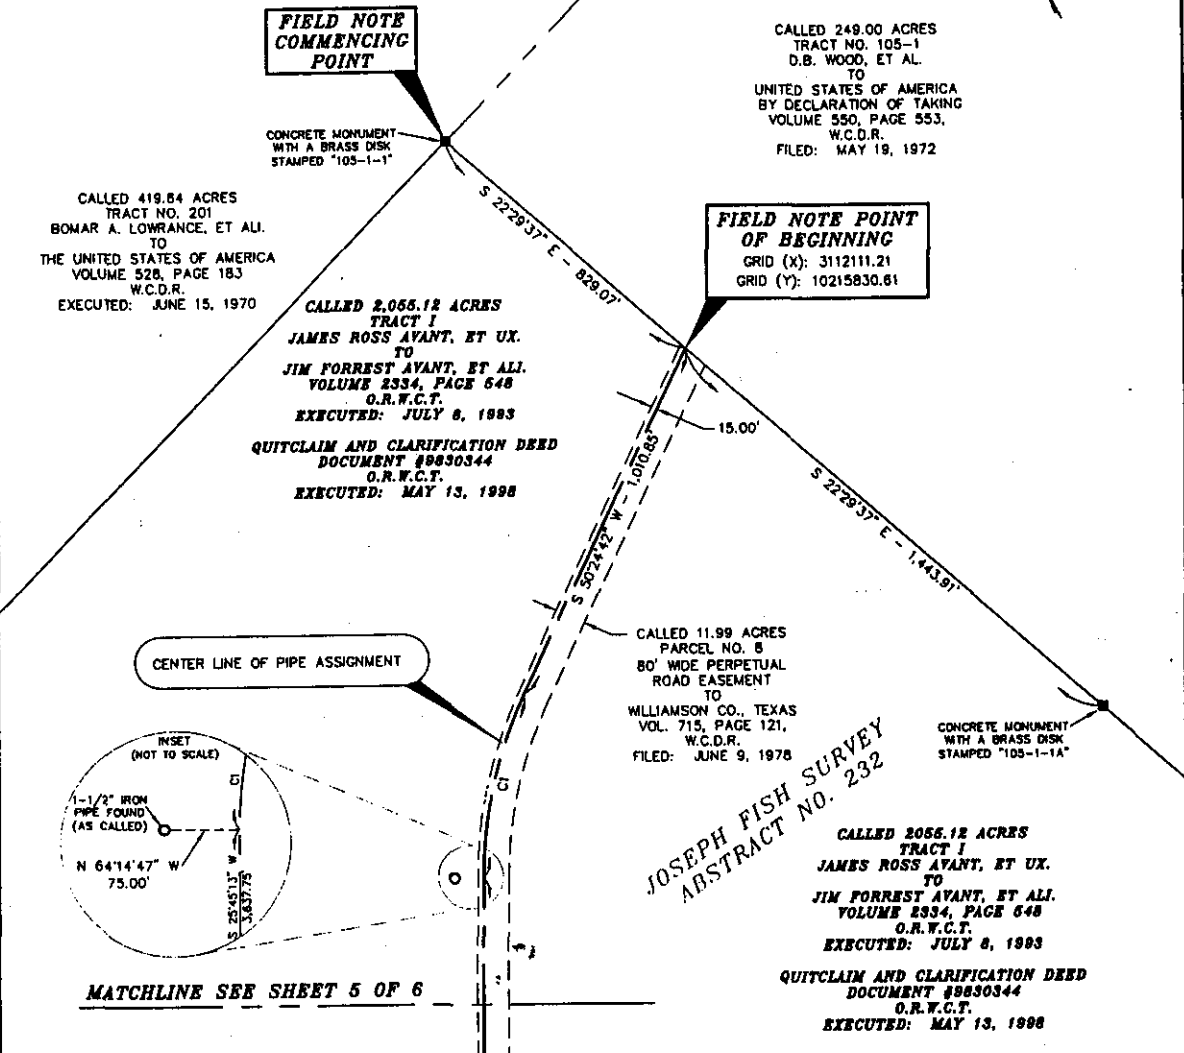 FIELD NOTE
COMMENCING
POINT
CONCRETE MONUMENT
WITH A BRASS DISK
STAMPED "105-1-1"
CALLED 249.00 ACRES
TRACT NO. 105-1
D.B. WOOD, ET AL.
TO
UNITED STATES OF AMERICA
BY DECLARATION OF TAKING
VOLUME 550, PAGE 553,
W.C.D.R.
FILED: MAY 19, 1972
CALLED 419.64 ACRES
TRACT NO. 201
BOMAR A. LOWRANCE, ET ALI.
TO
THE UNITED STATES OF AMERICA
VOLUME 528, PAGE 183
W.C.D.R.
EXECUTED: JUNE 15, 1970
S 22°29'37" E - 829.07'
FIELD NOTE POINT
OF BEGINNING
GRID (X): 3112111.21
GRID (Y): 10215830.61
CALLED 2,056.12 ACRES
TRACT I
JAMES ROSS AVANT, ET UX.
TO
JIM FORREST AVANT, ET ALI.
VOLUME 2334, PAGE 648
O.R.W.C.T.
EXECUTED: JULY 8, 1993
QUITCLAIM AND CLARIFICATION DEED
DOCUMENT #9830344
O.R.W.C.T.
EXECUTED: MAY 13, 1998
15.00'
S 50°24'42" W - 1,010.85'
S 22°29'37" E - 1,443.91'
CENTER LINE OF PIPE ASSIGNMENT
CALLED 11.99 ACRES
PARCEL NO. 6
80' WIDE PERPETUAL
ROAD EASEMENT
TO
WILLIAMSON CO., TEXAS
VOL. 715, PAGE 121,
W.C.D.R.
FILED: JUNE 9, 1978
CONCRETE MONUMENT
WITH A BRASS DISK
STAMPED "105-1-1A"
JOSEPH FISH SURVEY
ABSTRACT NO. 232
INSET
(NOT TO SCALE)
C1
1-1/2" IRON
PIPE FOUND
(AS CALLED)
N 64°14'47" W
75.00'
S 25°45'13" W
3,637.75
C1
CALLED 2056.12 ACRES
TRACT I
JAMES ROSS AVANT, ET UX.
TO
JIM FORREST AVANT, ET ALI.
VOLUME 2334, PAGE 648
O.R.W.C.T.
EXECUTED: JULY 8, 1993
QUITCLAIM AND CLARIFICATION DEED
DOCUMENT #9830344
O.R.W.C.T.
EXECUTED: MAY 13, 1998
MATCHLINE SEE SHEET 5 OF 6